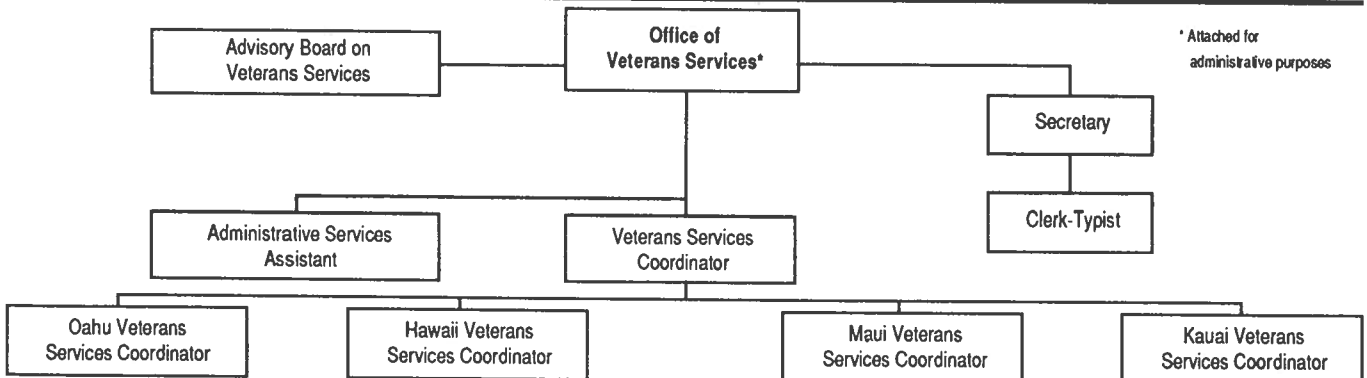 Advisory Board on
Veterans Services
Office of
Veterans Services*
* Attached for
administrative purposes
Secretary
Clerk-Typist
Administrative Services
Assistant
Veterans Services
Coordinator
Oahu Veterans
Services Coordinator
Hawaii Veterans
Services Coordinator
Maui Veterans
Services Coordinator
Kauai Veterans
Services Coordinator